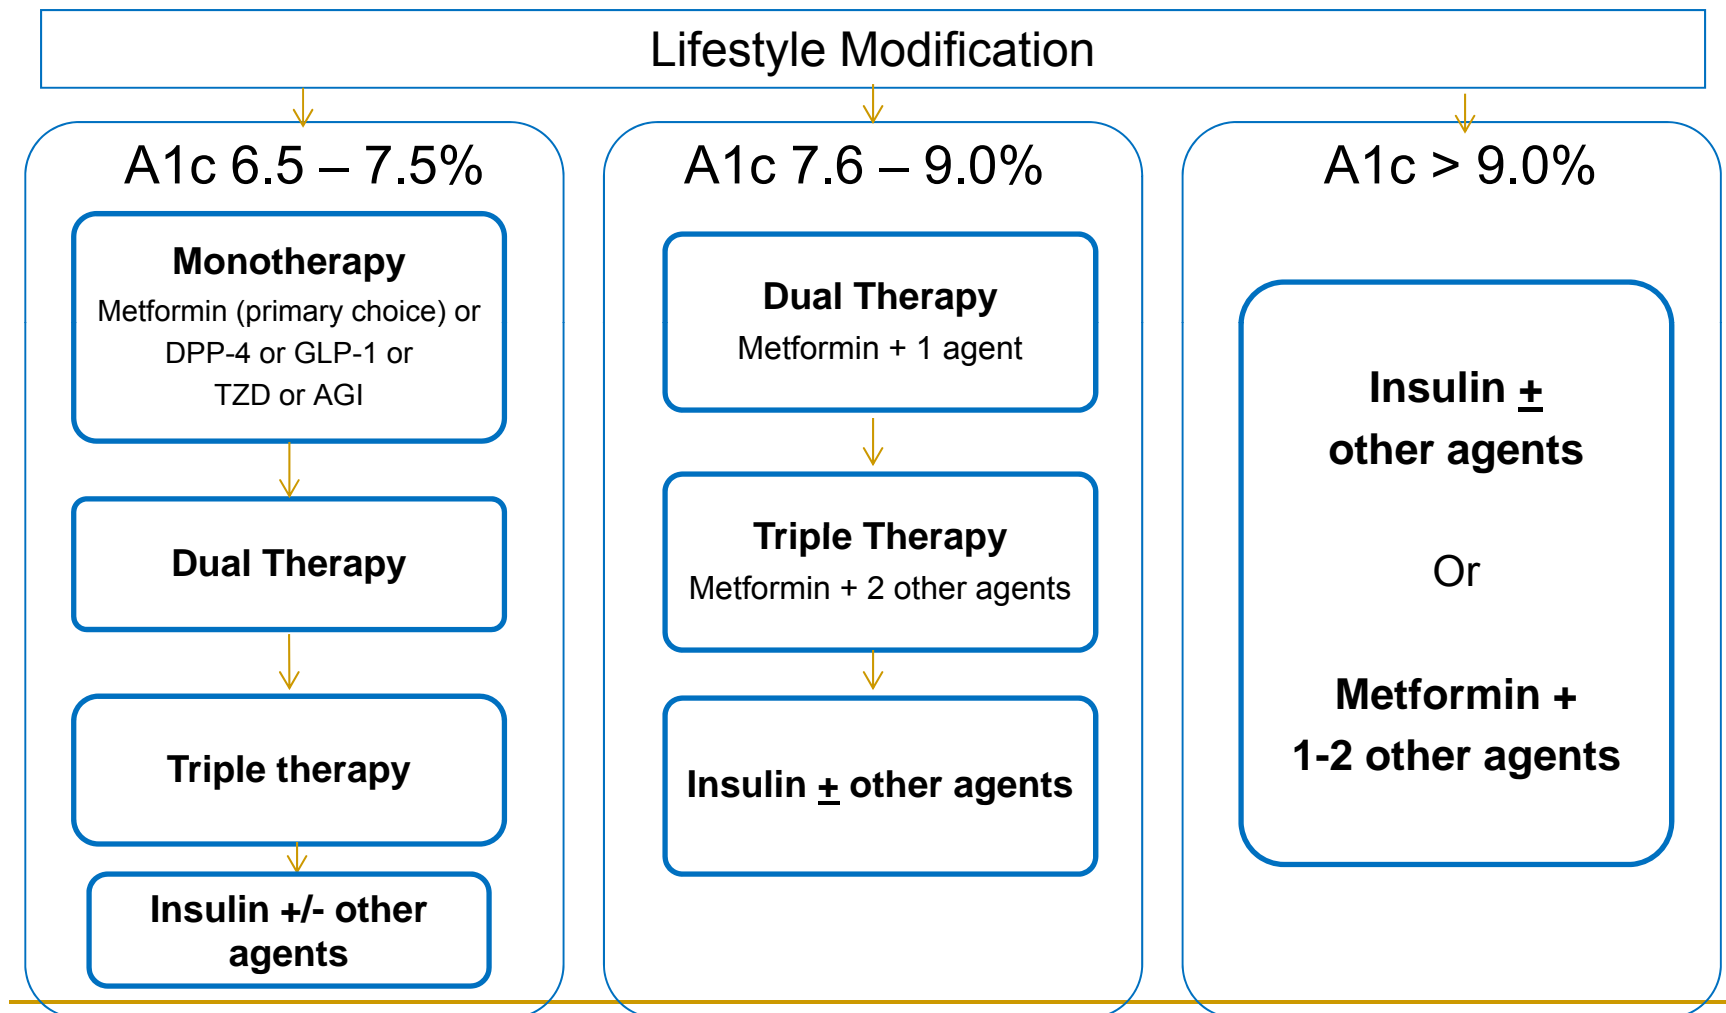 Lifestyle Modification
A1c 6.5 – 7.5%
Monotherapy
Metformin (primary choice) or
DPP-4 or GLP-1 or
TZD or AGI
Dual Therapy
Triple therapy
Insulin +/- other
agents
A1c 7.6 – 9.0%
Dual Therapy
Metformin + 1 agent
Triple Therapy
Metformin + 2 other agents
Insulin ± other agents
A1c > 9.0%
Insulin ±
other agents
Or
Metformin +
1-2 other agents